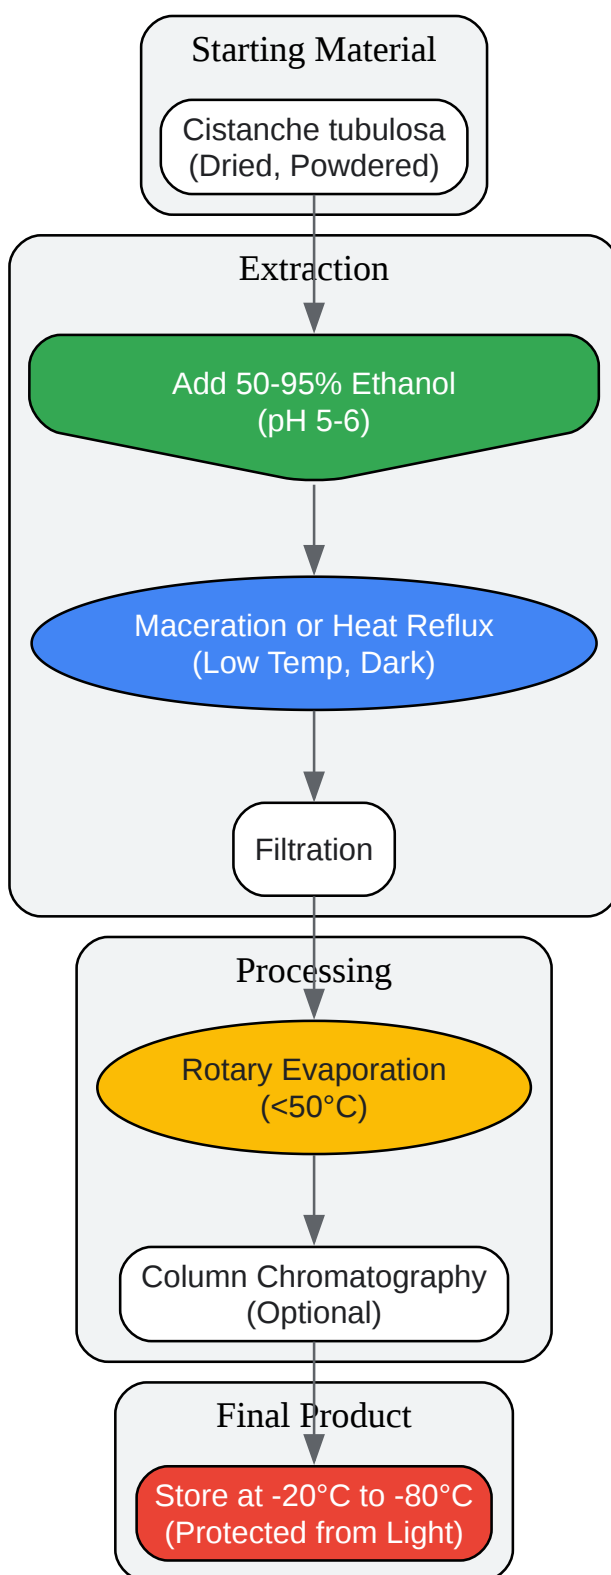 Starting Material
Cistanche tubulosa
(Dried, Powdered)
Extraction
Add 50-95% Ethanol
(pH 5-6)
Maceration or Heat Reflux
(Low Temp, Dark)
Filtration
Processing
Rotary Evaporation
(<50°C)
Column Chromatography
(Optional)
Final Product
Store at -20°C to -80°C
(Protected from Light)